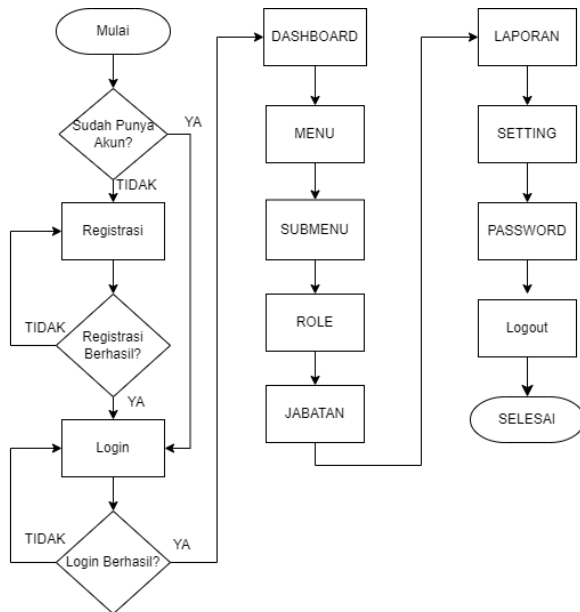 Mulai
Sudah Punya
Akun?
YA
TIDAK
Registrasi
TIDAK
Registrasi
Berhasil?
YA
Login
TIDAK
Login Berhasil?
YA
DASHBOARD
MENU
SUBMENU
ROLE
JABATAN
LAPORAN
SETTING
PASSWORD
Logout
SELESAI